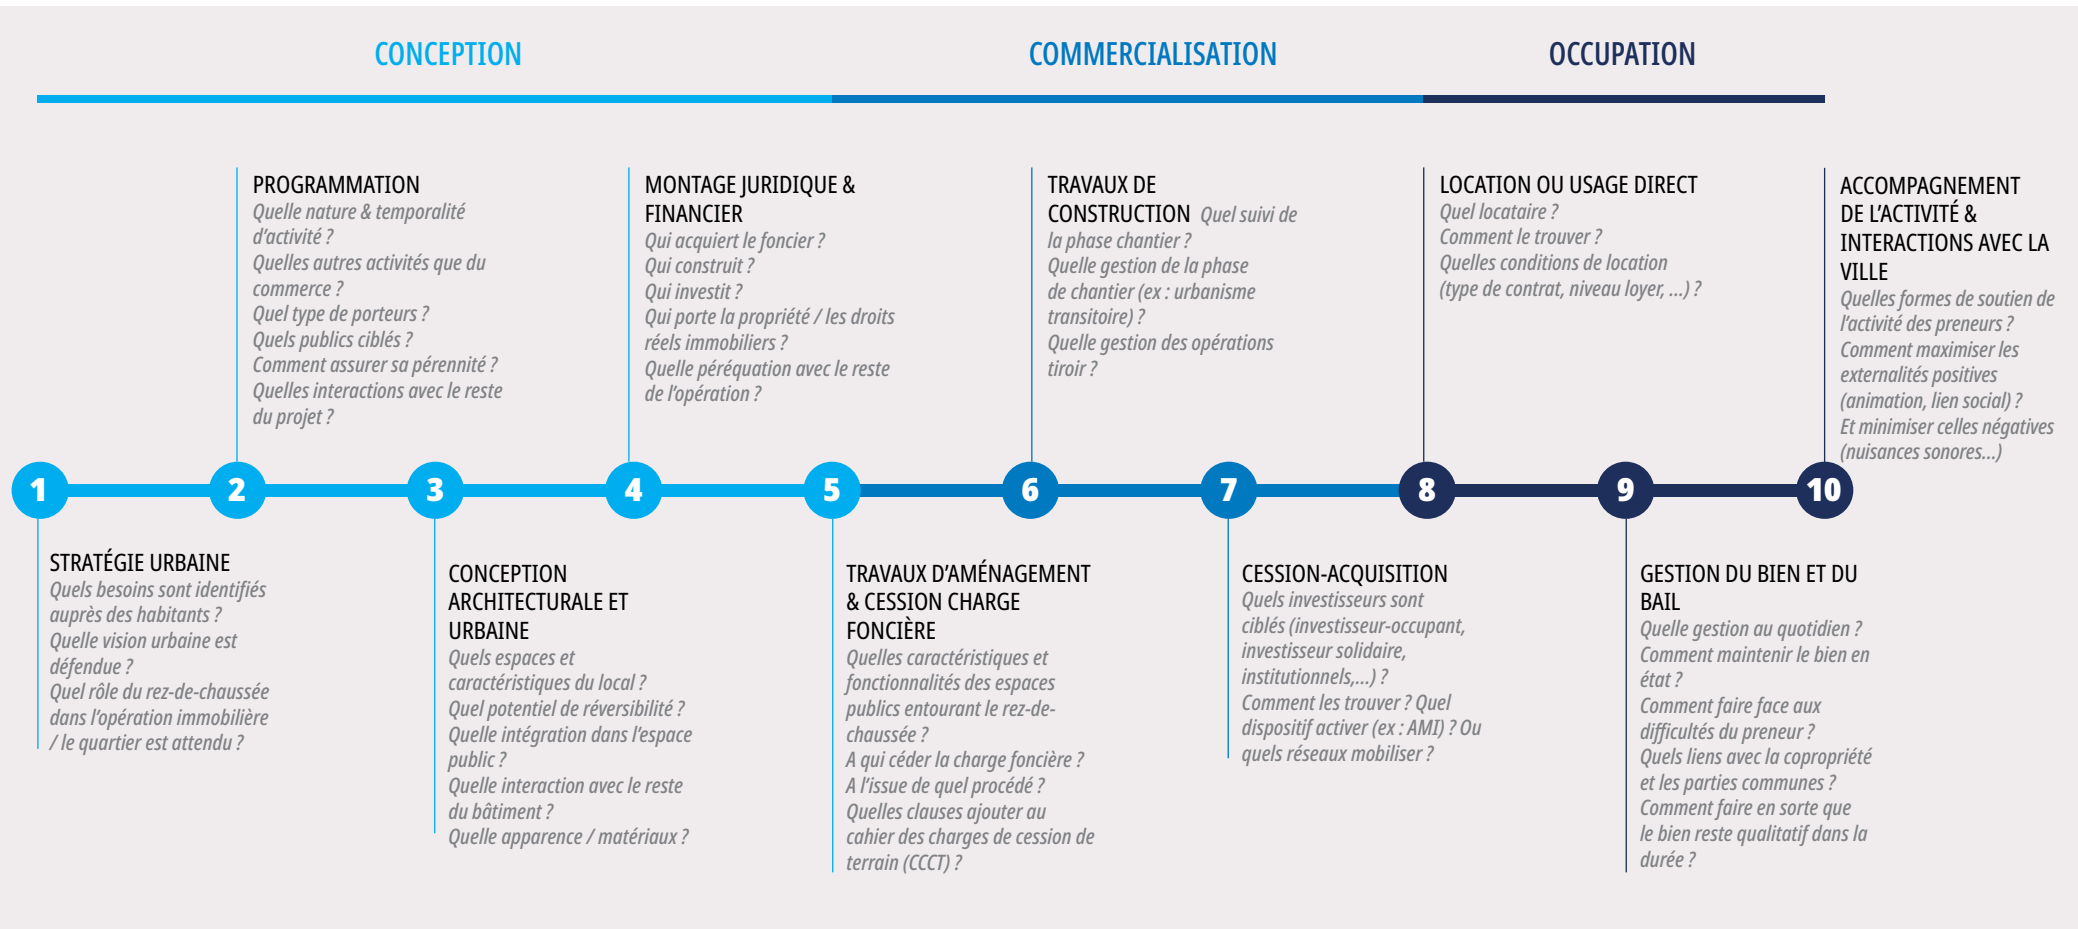 CONCEPTION
COMMERCIALISATION
OCCUPATION
PROGRAMMATION
Quelle nature & temporalité
d’activité ?
Quelles autres activités que du
commerce ?
Quel type de porteurs ?
Quels publics ciblés ?
Comment assurer sa pérennité ?
Quelles interactions avec le reste
du projet ?
MONTAGE JURIDIQUE &
FINANCIER
Qui acquiert le foncier ?
Qui construit ?
Qui investit ?
Qui porte la propriété / les droits
réels immobiliers ?
Quelle péréquation avec le reste
de l’opération ?
TRAVAUX DE
CONSTRUCTION Quel suivi de
la phase chantier ?
Quelle gestion de la phase
de chantier (ex : urbanisme
transitoire) ?
Quelle gestion des opérations
tiroir ?
LOCATION OU USAGE DIRECT
Quel locataire ?
Comment le trouver ?
Quelles conditions de location
(type de contrat, niveau loyer, ...) ?
ACCOMPAGNEMENT
DE L’ACTIVITÉ &
INTERACTIONS AVEC LA
VILLE
Quelles formes de soutien de
l’activité des preneurs ?
Comment maximiser les
externalités positives
(animation, lien social) ?
Et minimiser celles négatives
(nuisances sonores...)
1
2
3
4
5
6
7
8
9
10
STRATÉGIE URBAINE
Quels besoins sont identifiés
auprès des habitants ?
Quelle vision urbaine est
défendue ?
Quel rôle du rez-de-chaussée
dans l’opération immobilière
/ le quartier est attendu ?
CONCEPTION
ARCHITECTURALE ET
URBAINE
Quels espaces et
caractéristiques du local ?
Quel potentiel de réversibilité ?
Quelle intégration dans l’espace
public ?
Quelle interaction avec le reste
du bâtiment ?
Quelle apparence / matériaux ?
TRAVAUX D’AMÉNAGEMENT
& CESSION CHARGE
FONCIÈRE
Quelles caractéristiques et
fonctionnalités des espaces
publics entourant le rez-de-
chaussée ?
A qui céder la charge foncière ?
A l’issue de quel procédé ?
Quelles clauses ajouter au
cahier des charges de cession de
terrain (CCCT) ?
CESSION-ACQUISITION
Quels investisseurs sont
ciblés (investisseur-occupant,
investisseur solidaire,
institutionnels,...) ?
Comment les trouver ? Quel
dispositif activer (ex : AMI) ? Ou
quels réseaux mobiliser ?
GESTION DU BIEN ET DU
BAIL
Quelle gestion au quotidien ?
Comment maintenir le bien en
état ?
Comment faire face aux
difficultés du preneur ?
Quels liens avec la copropriété
et les parties communes ?
Comment faire en sorte que
le bien reste qualitatif dans la
durée ?